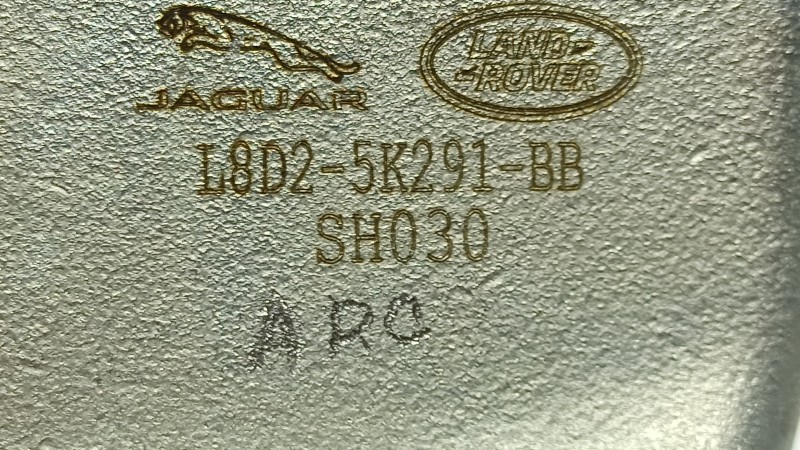 JAGUAR LAND ROVER
L8D2-5K291-BB
SH030
ARC